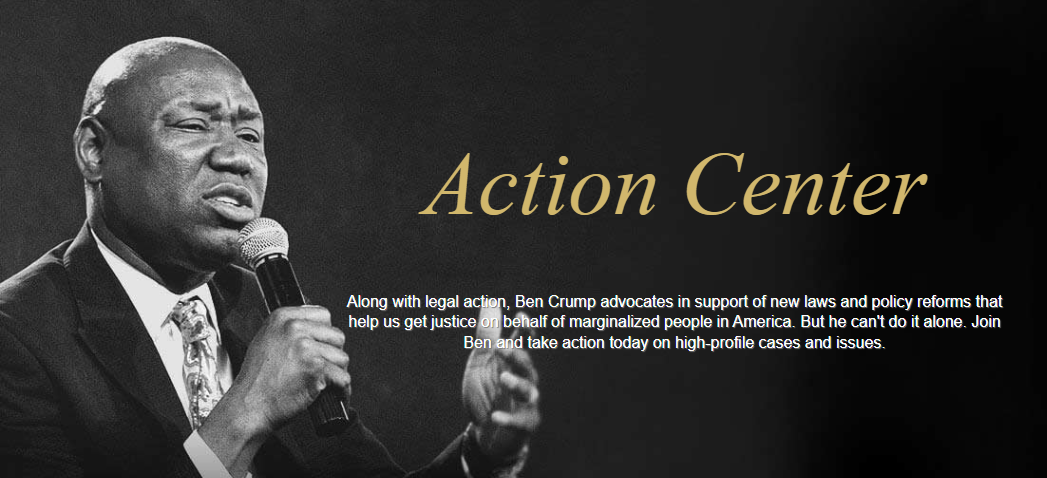 Action Center
Along with legal action, Ben Crump advocates in support of new laws and policy reforms that
help us get justice on behalf of marginalized people in America. But he can't do it alone. Join
Ben and take action today on high-profile cases and issues.